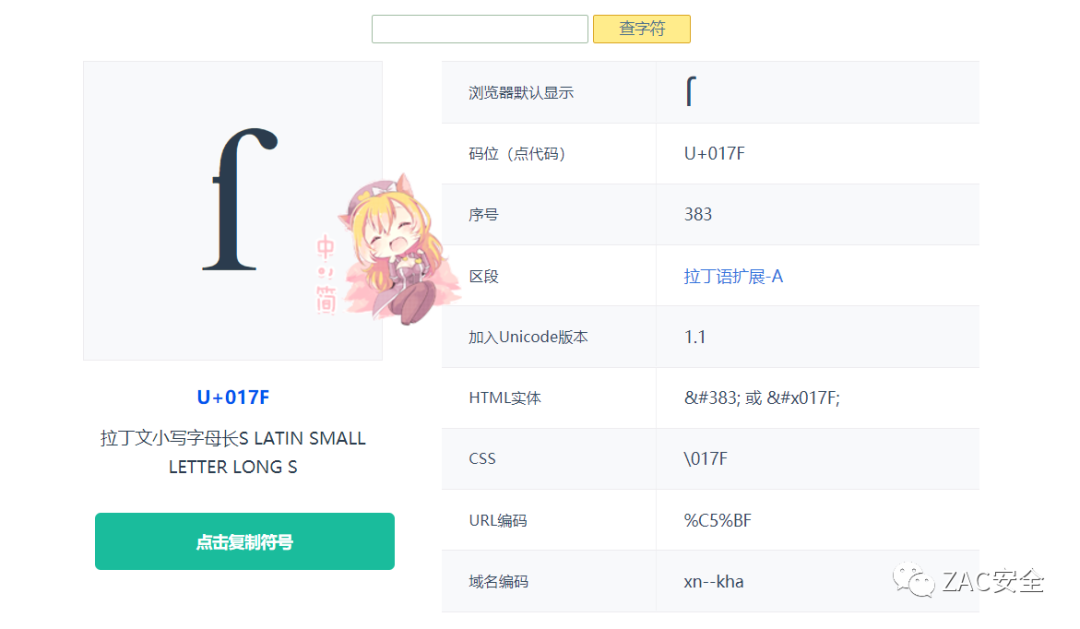 查字符
ſ
浏览器默认显示 ſ
码位（点代码） U+017F
序号 383
区段 拉丁语扩展-A
加入Unicode版本 1.1
HTML实体 &#383; 或 &#x017F;
CSS \017F
URL编码 %C5%BF
域名编码 xn--kha
U+017F
拉丁文小写字母长S LATIN SMALL
LETTER LONG S
点击复制符号
中
简
ZAC安全